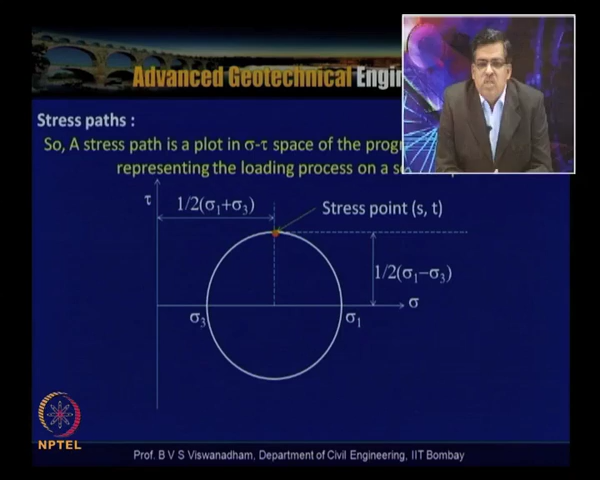 Advanced Geotechnical Engi
Stress paths :
So, A stress path is a plot in σ-τ space of the prog
representing the loading process on a s
τ
1/2(σ₁+σ₃)
Stress point (s, t)
1/2(σ₁−σ₃)
σ
σ₃
σ₁
NPTEL
Prof. B V S Viswanadham, Department of Civil Engineering, IIT Bombay